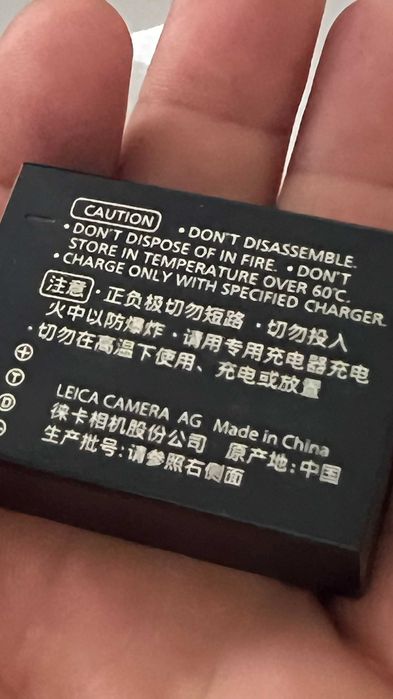 CAUTION • DON'T DISASSEMBLE.
• DON'T DISPOSE OF IN FIRE. • DON'T
STORE IN TEMPERATURE OVER 60℃.
• CHARGE ONLY WITH SPECIFIED CHARGER.
注意 · 正负极切勿短路 · 切勿投入
火中以防爆炸 · 请用专用充电器充电
· 切勿在高温下使用、充电或放置
+
T
D
−
LEICA CAMERA AG Made in China
徕卡相机股份公司 原产地: 中国
生产批号: 请参照右侧面